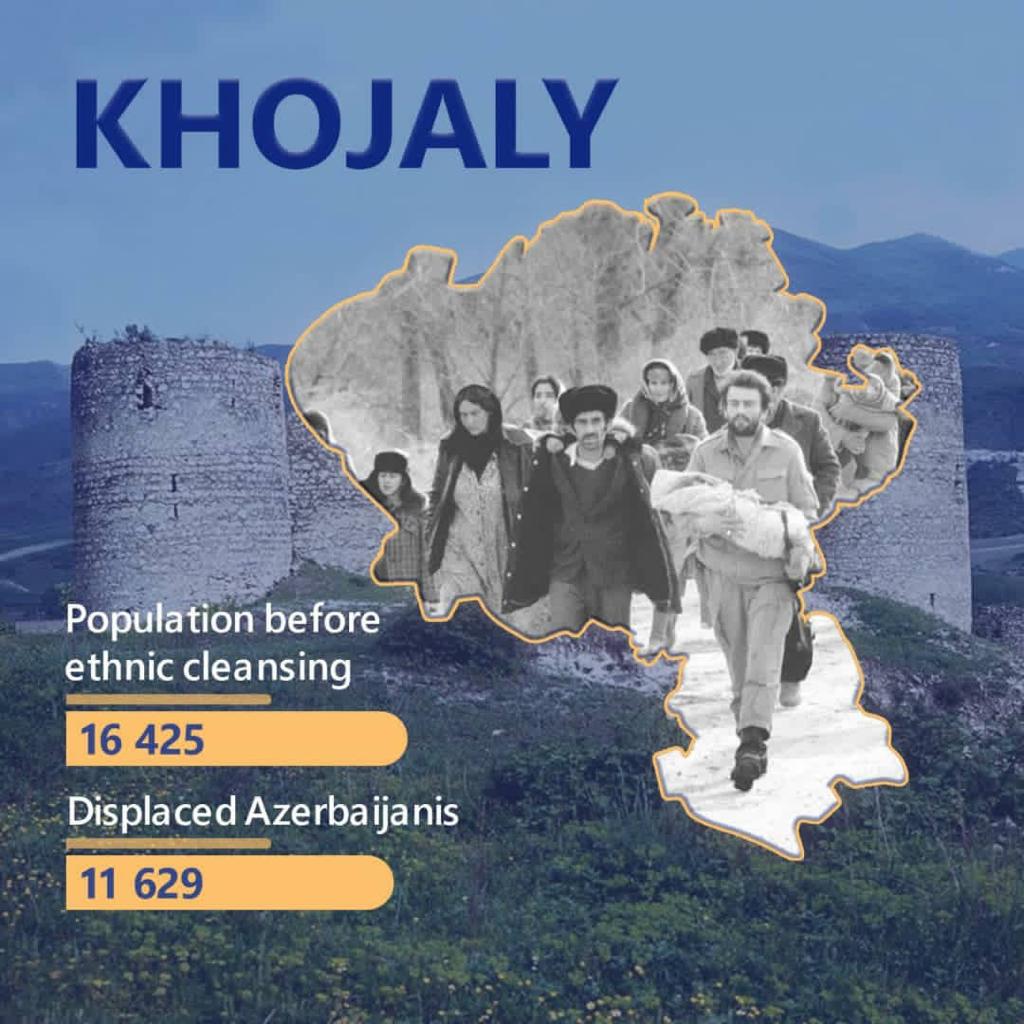 KHOJALY
Population before
ethnic cleansing
16 425
Displaced Azerbaijanis
11 629